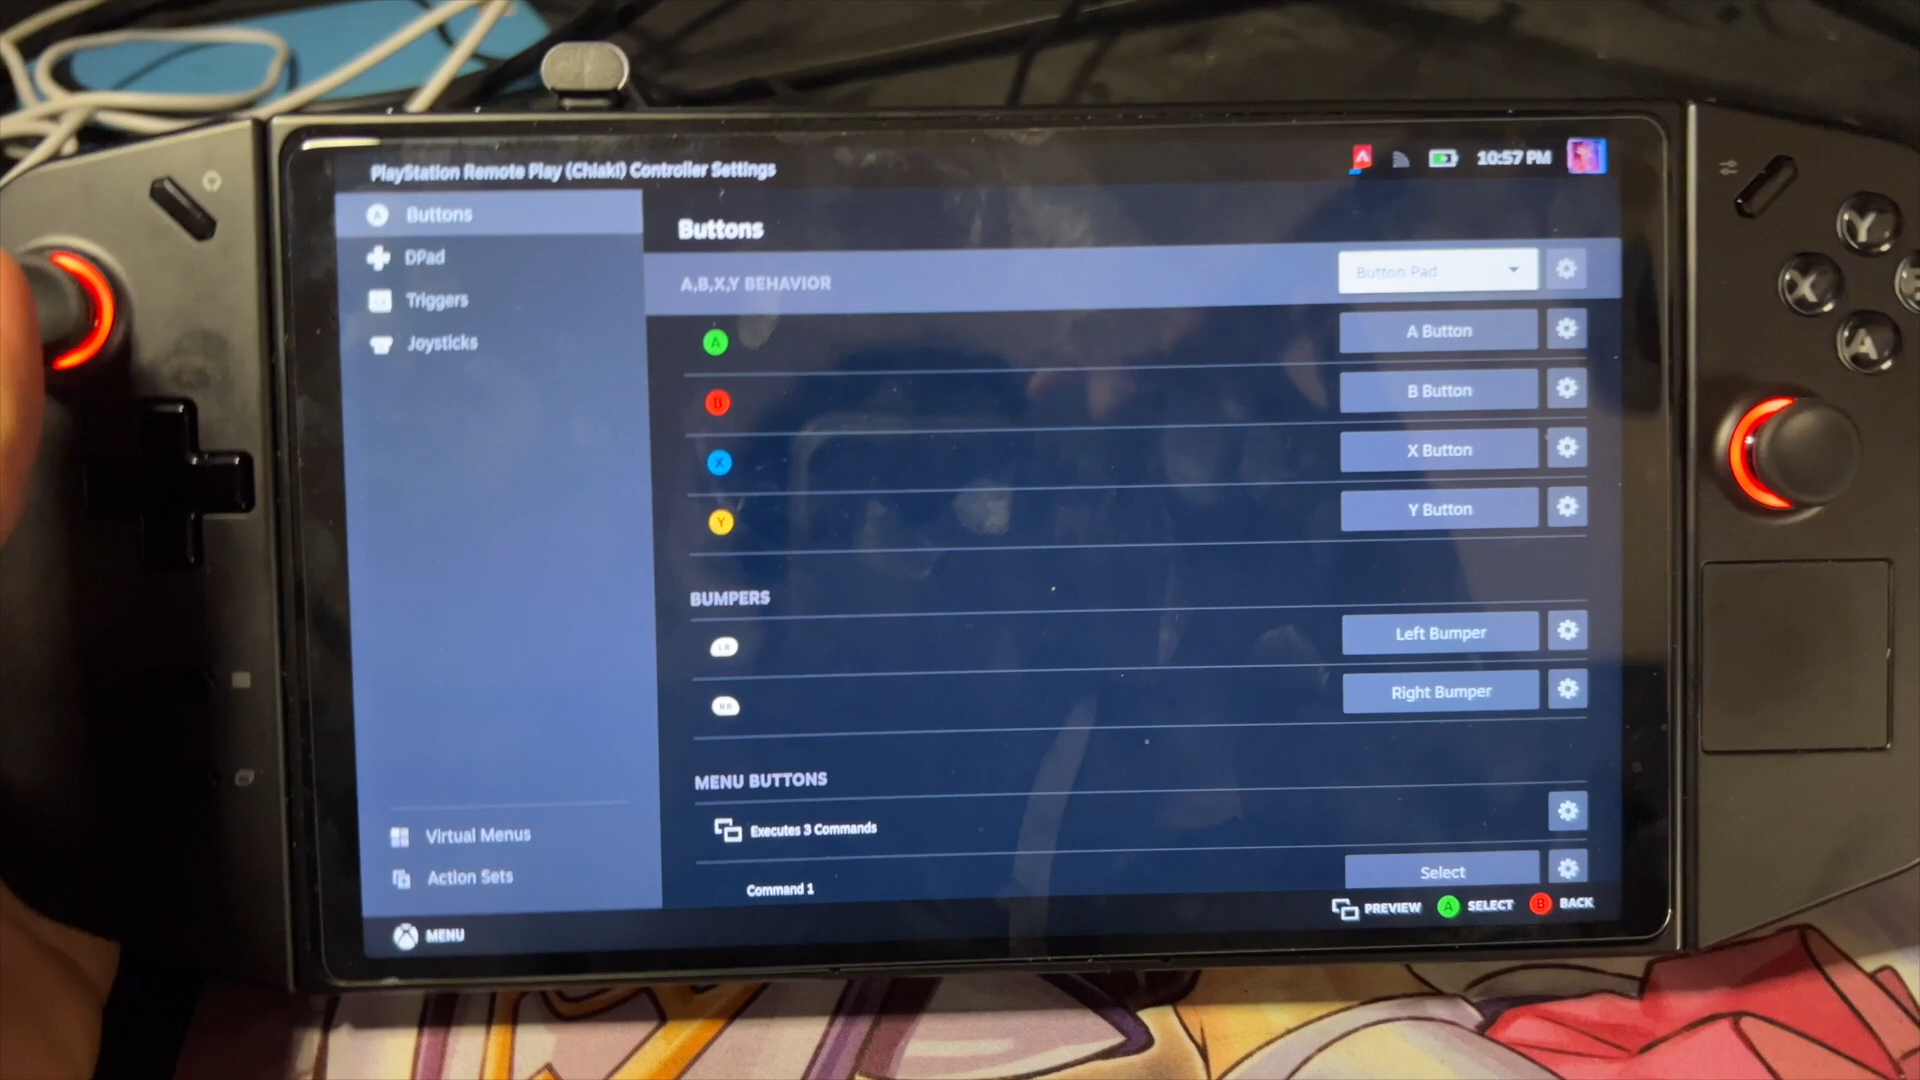 PlayStation Remote Play (Chiaki) Controller Settings
10:57 PM
Buttons
DPad
Triggers
Joysticks
Virtual Menus
Action Sets
Buttons
A,B,X,Y BEHAVIOR
Button Pad
A
A Button
B
B Button
X
X Button
Y
Y Button
BUMPERS
LB
Left Bumper
RB
Right Bumper
MENU BUTTONS
Executes 3 Commands
Command 1
Select
MENU
PREVIEW
A SELECT
B BACK
Y
X
A